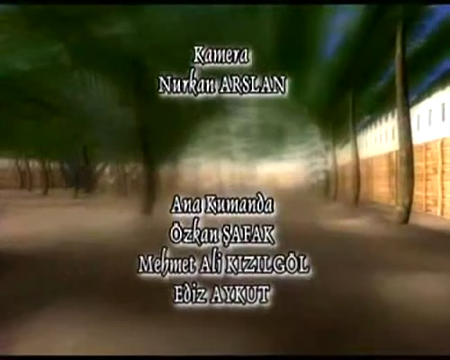 Kamera
Nurkan ARSLAN
Ana Kumanda
Özkan ŞAFAK
Mehmet Ali KIZILGÖL
Ediz AYKUT